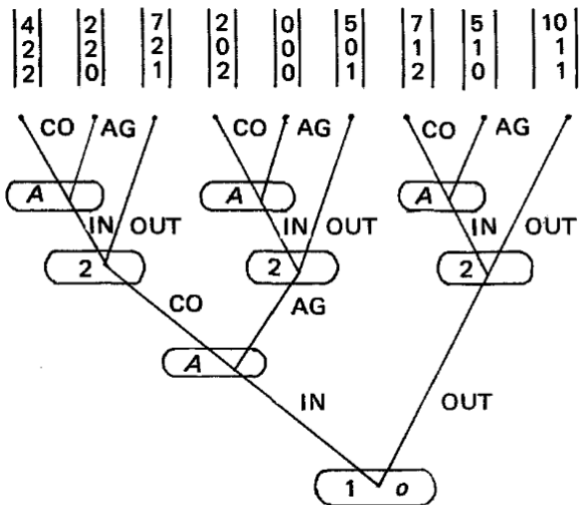 4 2 7 2 0 5 7 5 10
2 2 2 0 0 0 1 1 1
2 0 1 2 0 1 2 0 1
CO AG CO AG CO AG
A A A
IN OUT IN OUT IN OUT
2 2 2
CO AG
A
IN OUT
1 o